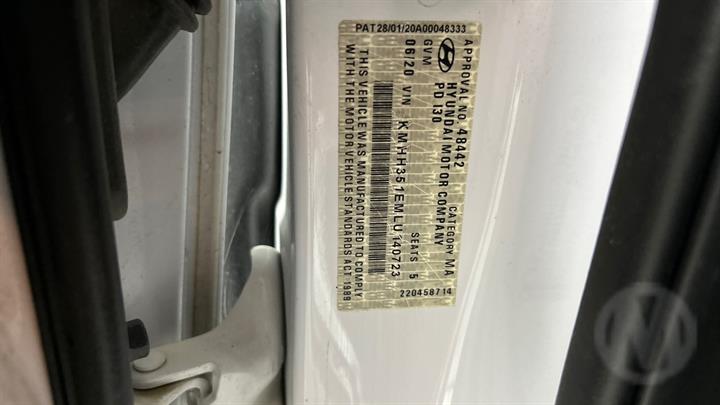 APPROVAL NO. 48442 CATEGORY MA
HYUNDAI MOTOR COMPANY
PD I30
GVM SEATS 5
06/20 VIN KMHH351EMLU140723
THIS VEHICLE WAS MANUFACTURED TO COMPLY
WITH THE MOTOR VEHICLE STANDARDS ACT 1989
PAT28/01/20A00048333
220458714
M